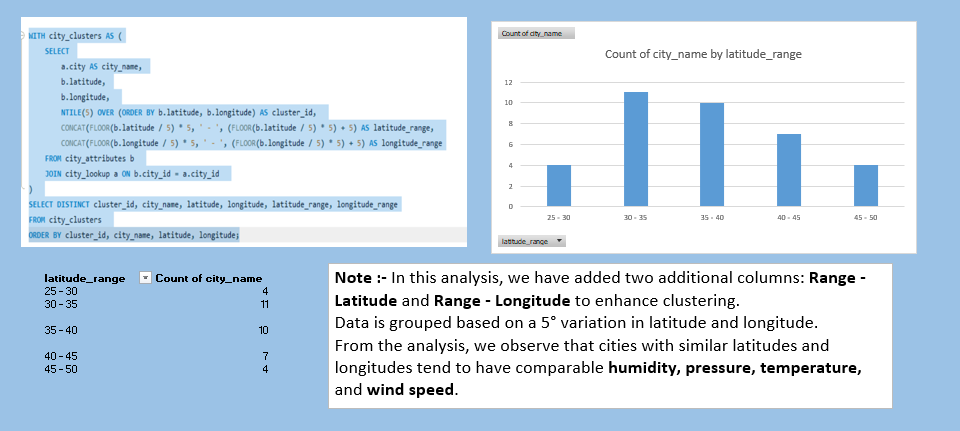 WITH city_clusters AS (
SELECT
a.city AS city_name,
b.latitude,
b.longitude,
NTILE(5) OVER (ORDER BY b.latitude, b.longitude) AS cluster_id,
CONCAT(FLOOR(b.latitude / 5) * 5, ' - ', (FLOOR(b.latitude / 5) * 5) + 5) AS latitude_range,
CONCAT(FLOOR(b.longitude / 5) * 5, ' - ', (FLOOR(b.longitude / 5) * 5) + 5) AS longitude_range
FROM city_attributes b
JOIN city_lookup a ON b.city_id = a.city_id
)
SELECT DISTINCT cluster_id, city_name, latitude, longitude, latitude_range, longitude_range
FROM city_clusters
ORDER BY cluster_id, city_name, latitude, longitude;
Count of city_name
Count of city_name by latitude_range
12
10
8
6
4
2
0
25 - 30 30 - 35 35 - 40 40 - 45 45 - 50
latitude_range
latitude_range Count of city_name
25 - 30 4
30 - 35 11
35 - 40 10
40 - 45 7
45 - 50 4
Note :- In this analysis, we have added two additional columns: Range -
Latitude and Range - Longitude to enhance clustering.
Data is grouped based on a 5° variation in latitude and longitude.
From the analysis, we observe that cities with similar latitudes and
longitudes tend to have comparable humidity, pressure, temperature,
and wind speed.